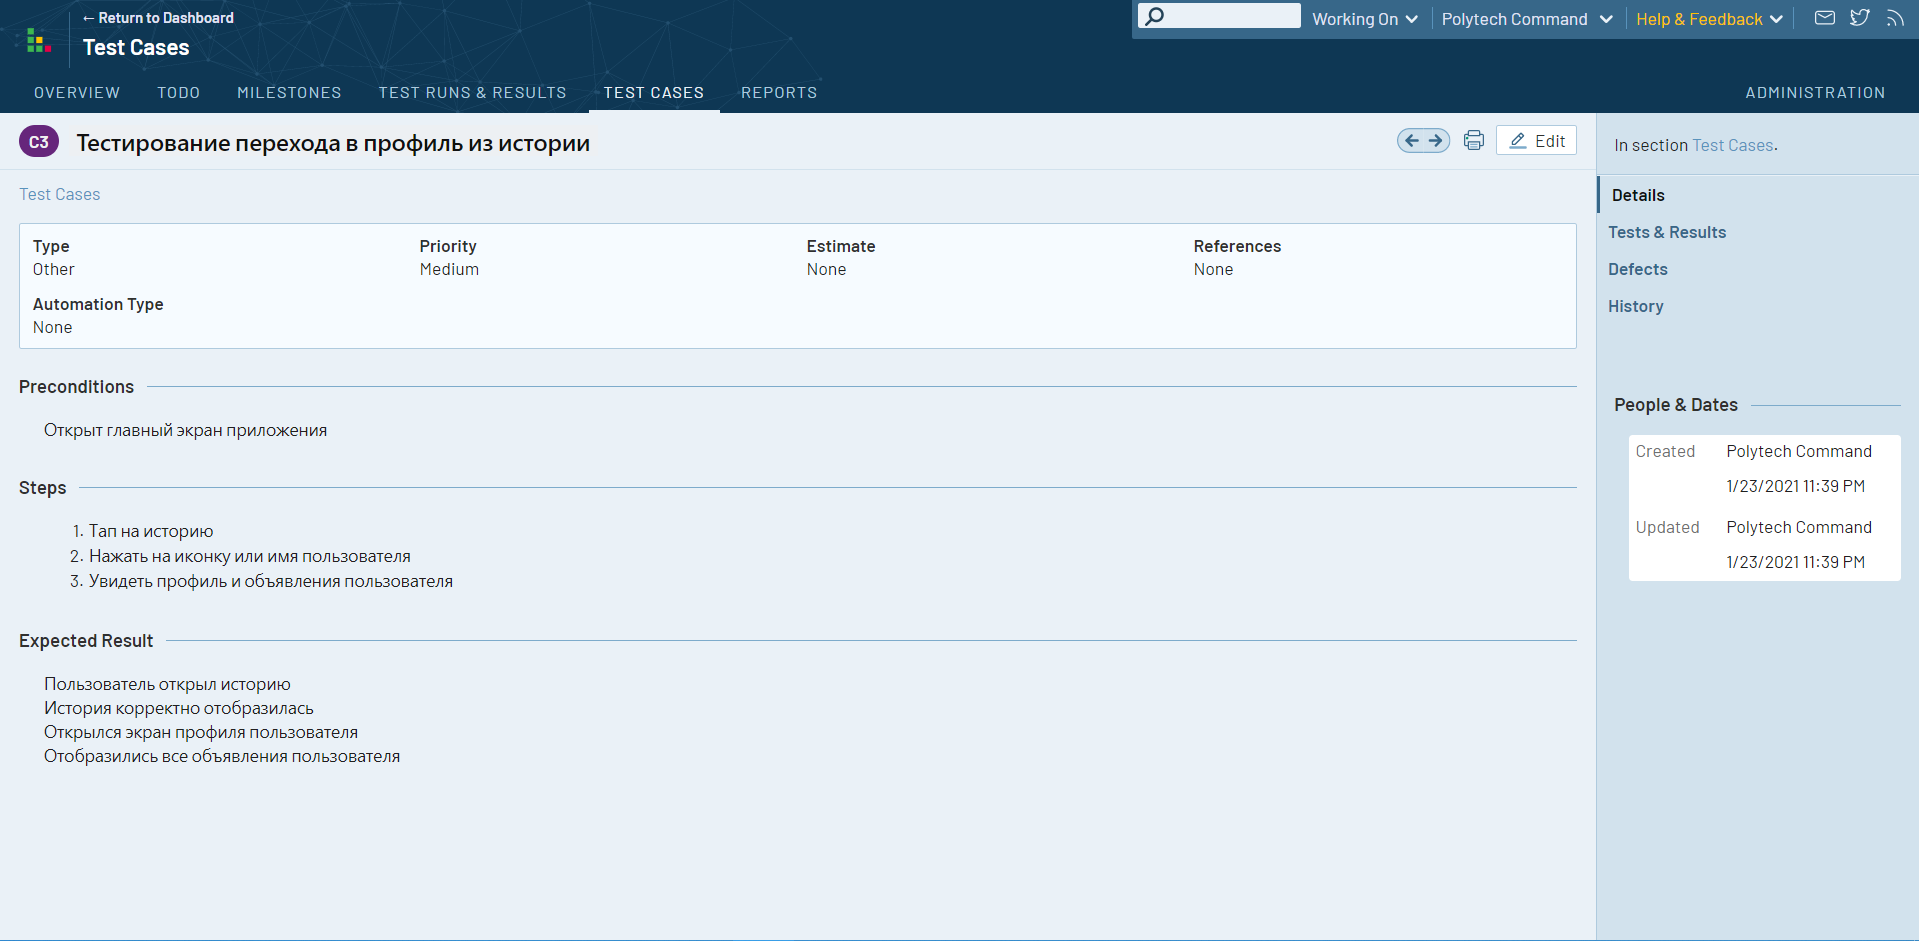 ← Return to Dashboard
Test Cases
Working On
Polytech Command
Help & Feedback
OVERVIEW
TODO
MILESTONES
TEST RUNS & RESULTS
TEST CASES
REPORTS
ADMINISTRATION
C3
Тестирование перехода в профиль из истории
Edit
In section Test Cases.
Test Cases
Details
Tests & Results
Defects
History
Type
Other
Priority
Medium
Estimate
None
References
None
Automation Type
None
Preconditions
Открыт главный экран приложения
Steps
1. Тап на историю
2. Нажать на иконку или имя пользователя
3. Увидеть профиль и объявления пользователя
Expected Result
Пользователь открыл историю
История корректно отобразилась
Открылся экран профиля пользователя
Отобразились все объявления пользователя
People & Dates
Created Polytech Command
1/23/2021 11:39 PM
Updated Polytech Command
1/23/2021 11:39 PM